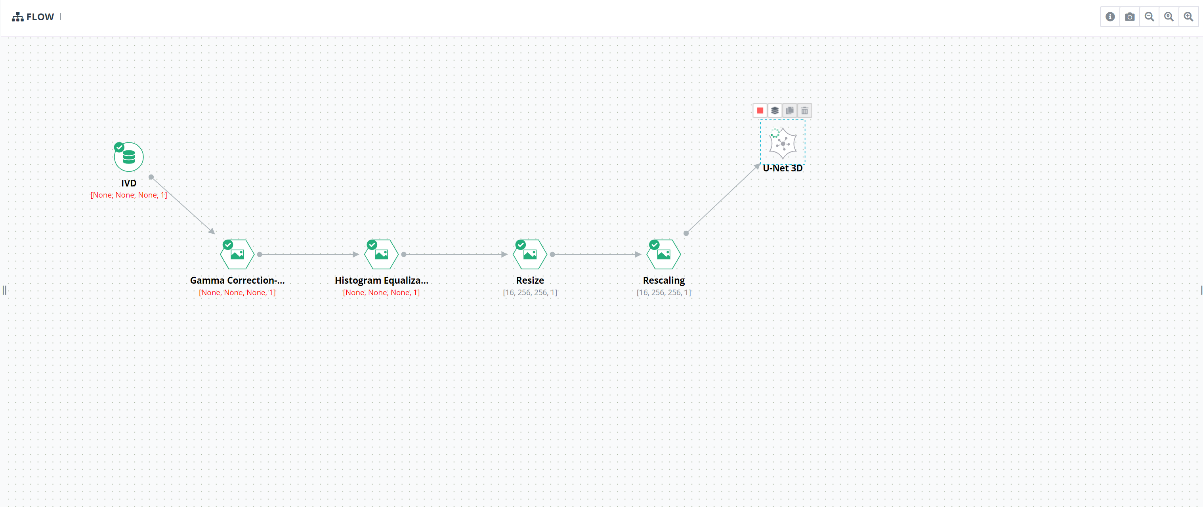 FLOW
U-Net 3D
IVD
[None, None, None, 1]
Gamma Correction-...
[None, None, None, 1]
Histogram Equaliza...
[None, None, None, 1]
Resize
[16, 256, 256, 1]
Rescaling
[16, 256, 256, 1]